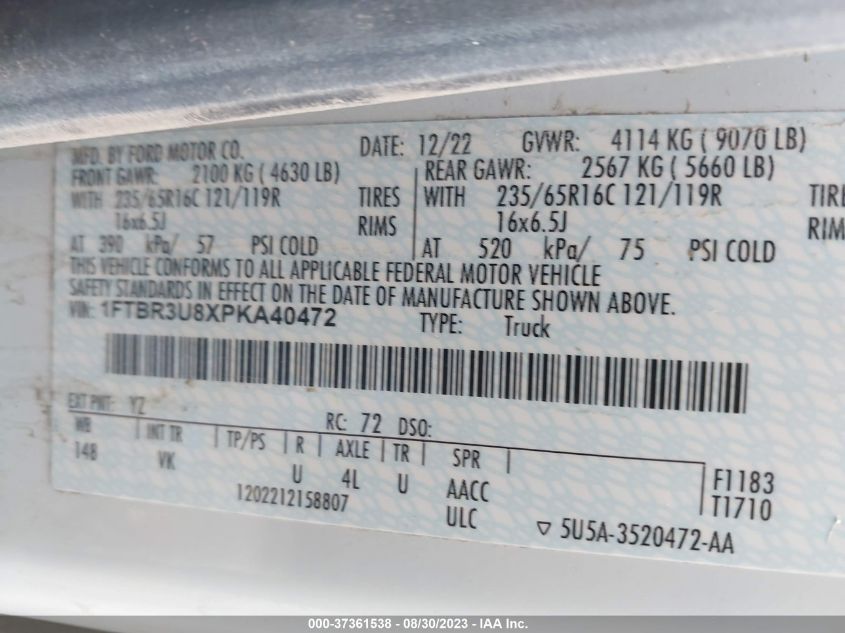 MFD. BY FORD MOTOR CO. DATE: 12/22 GVWR: 4114 KG ( 9070 LB)
FRONT GAWR: 2100 KG ( 4630 LB) REAR GAWR: 2567 KG ( 5660 LB)
WITH 235/65R16C 121/119R TIRES WITH 235/65R16C 121/119R TIRE
16x6.5J RIMS 16x6.5J RIM
AT 390 kPa/ 57 PSI COLD AT 520 kPa/ 75 PSI COLD
THIS VEHICLE CONFORMS TO ALL APPLICABLE FEDERAL MOTOR VEHICLE
SAFETY STANDARDS IN EFFECT ON THE DATE OF MANUFACTURE SHOWN ABOVE.
VIN: 1FTBR3U8XPKA40472 TYPE: Truck
EXT PNT: YZ RC: 72 DSO:
WB INT TR TP/PS R AXLE TR SPR
148 VK U 4L U AACC F1183
1202212158807 ULC T1710
▽ 5U5A-3520472-AA
000-37361538 - 08/30/2023 - IAA Inc.